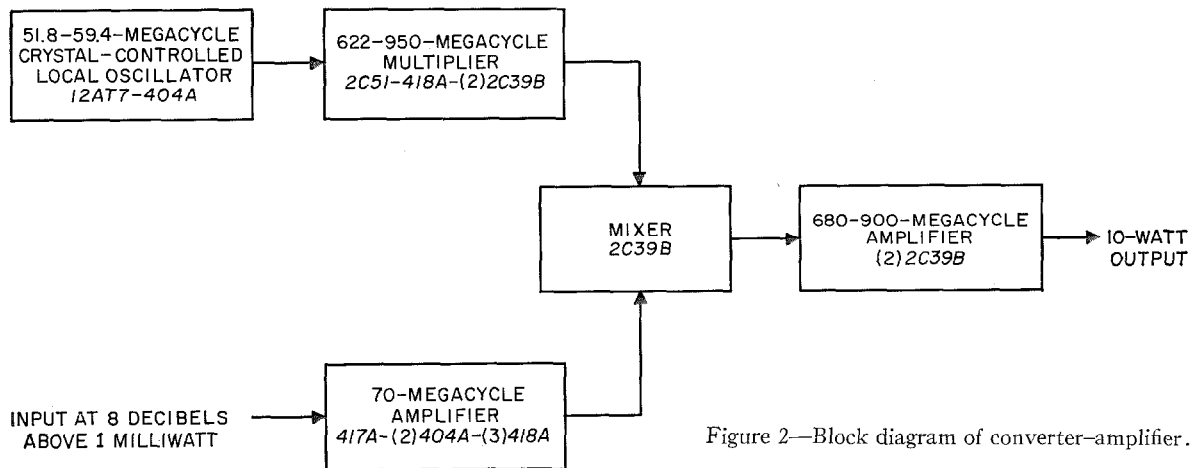 51.8-59.4-MEGACYCLE
CRYSTAL-CONTROLLED
LOCAL OSCILLATOR
12AT7-404A
622-950-MEGACYCLE
MULTIPLIER
2C51-418A-(2)2C39B
MIXER
2C39B
680-900-MEGACYCLE
AMPLIFIER
(2)2C39B
10-WATT
OUTPUT
INPUT AT 8 DECIBELS
ABOVE 1 MILLIWATT
70-MEGACYCLE
AMPLIFIER
417A-(2)404A-(3)418A
Figure 2—Block diagram of converter–amplifier.